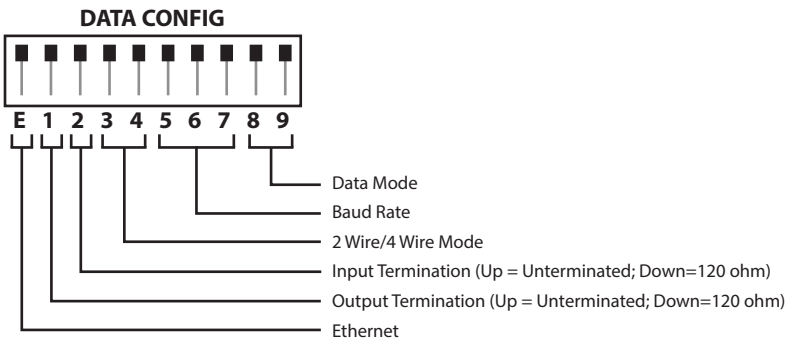 DATA CONFIG
E 1 2 3 4 5 6 7 8 9
Data Mode
Baud Rate
2 Wire/4 Wire Mode
Input Termination (Up = Unterminated; Down=120 ohm)
Output Termination (Up = Unterminated; Down=120 ohm)
Ethernet